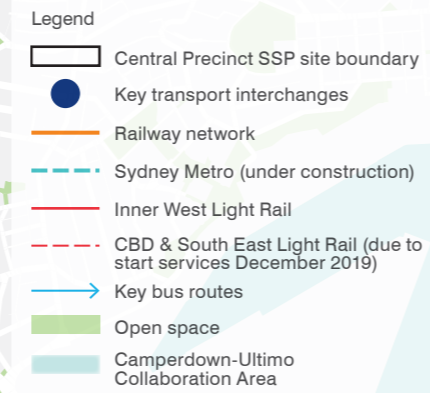 Legend
Central Precinct SSP site boundary
Key transport interchanges
Railway network
Sydney Metro (under construction)
Inner West Light Rail
CBD & South East Light Rail (due to
start services December 2019)
Key bus routes
Open space
Camperdown-Ultimo
Collaboration Area